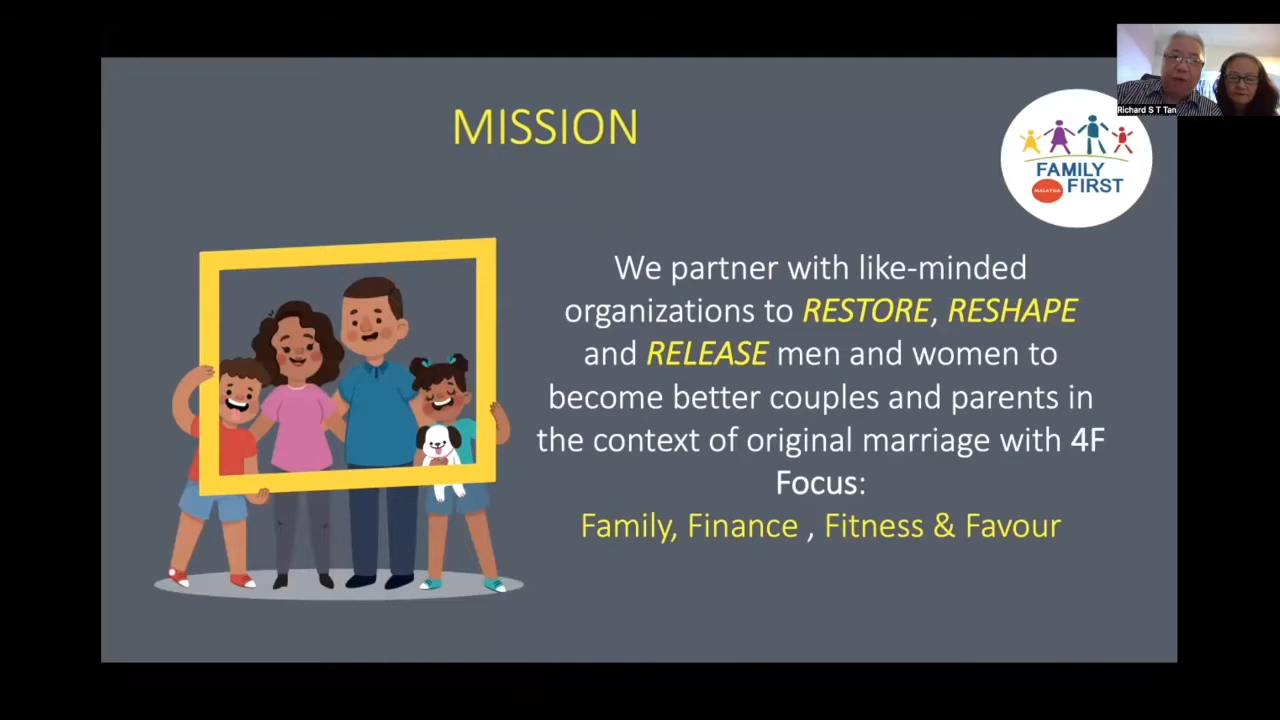 MISSION
Richard S T Tan
FAMILY
MALAYSIA
FIRST
We partner with like-minded
organizations to RESTORE, RESHAPE
and RELEASE men and women to
become better couples and parents in
the context of original marriage with 4F
Focus:
Family, Finance , Fitness & Favour